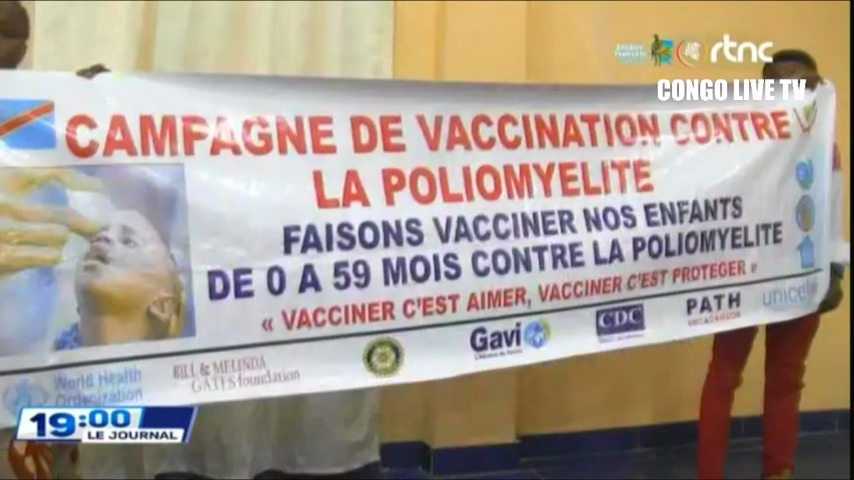 rtnc
CONGO LIVE TV
CAMPAGNE DE VACCINATION CONTRE
LA POLIOMYELITE
FAISONS VACCINER NOS ENFANTS
DE 0 A 59 MOIS CONTRE LA POLIOMYELITE
« VACCINER C'EST AIMER, VACCINER C'EST PROTEGER »
World Health
Organization
BILL & MELINDA
GATES foundation
Gavi
CDC
PATH
unicef
19:00
LE JOURNAL